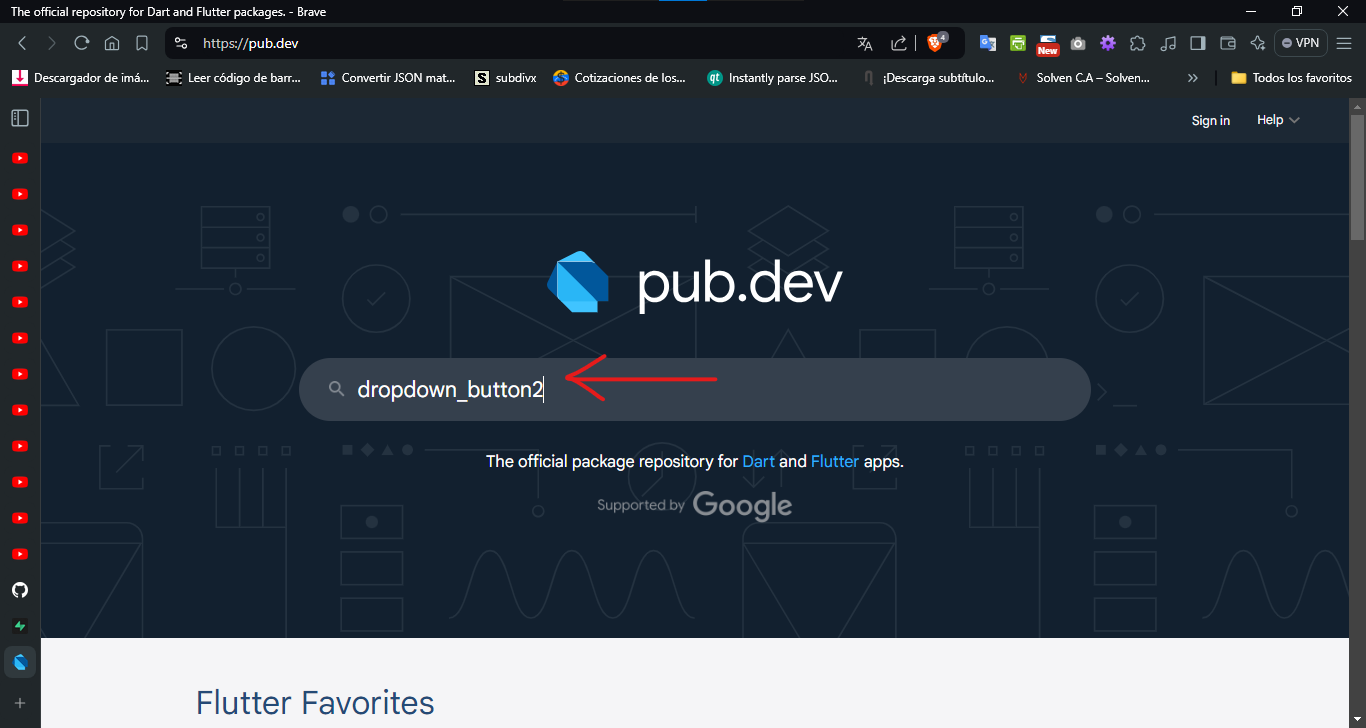 The official repository for Dart and Flutter packages. - Brave
https://pub.dev
4
New
VPN
Descargador de imá...
Leer código de barr...
Convertir JSON mat...
S subdivx
Cotizaciones de los...
qt Instantly parse JSO...
¡Descarga subtítulo...
Solven C.A – Solven...
»
Todos los favoritos
Sign in
Help
pub.dev
dropdown_button2
The official package repository for Dart and Flutter apps.
Supported by Google
Flutter Favorites